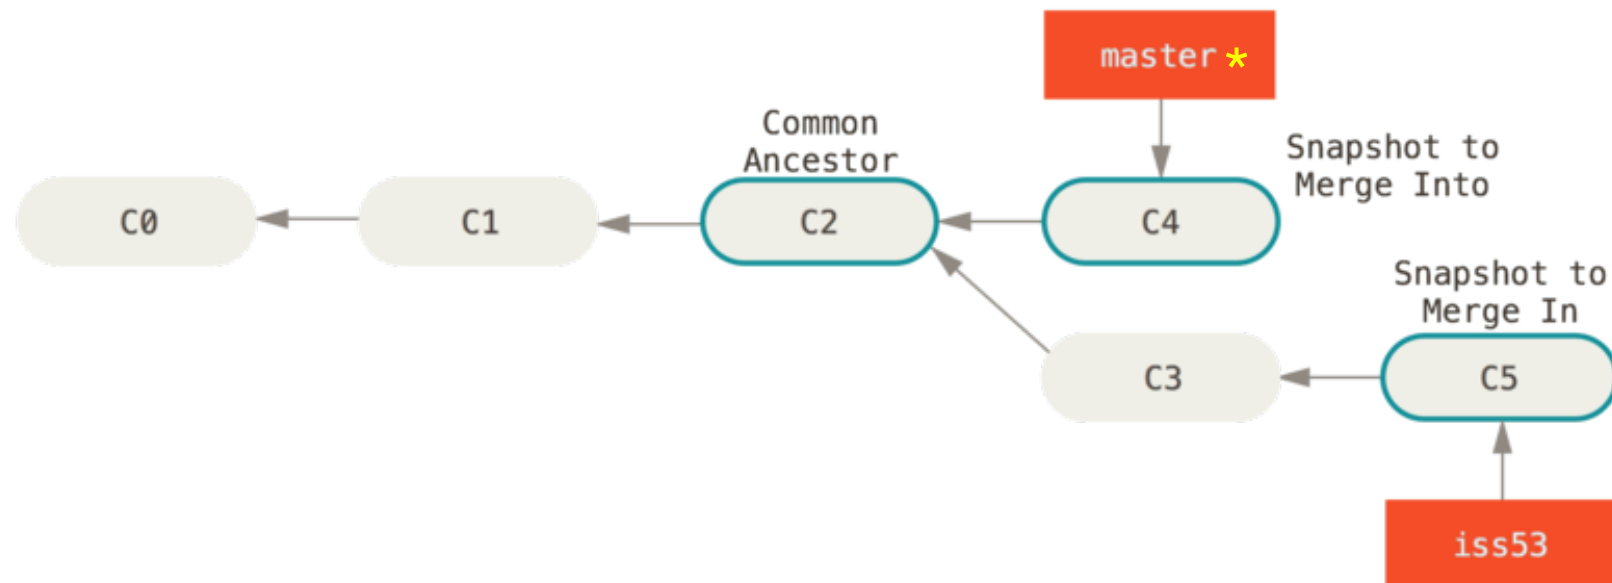 master *
Common
Ancestor
Snapshot to
Merge Into
C0
C1
C2
C4
Snapshot to
Merge In
C3
C5
iss53